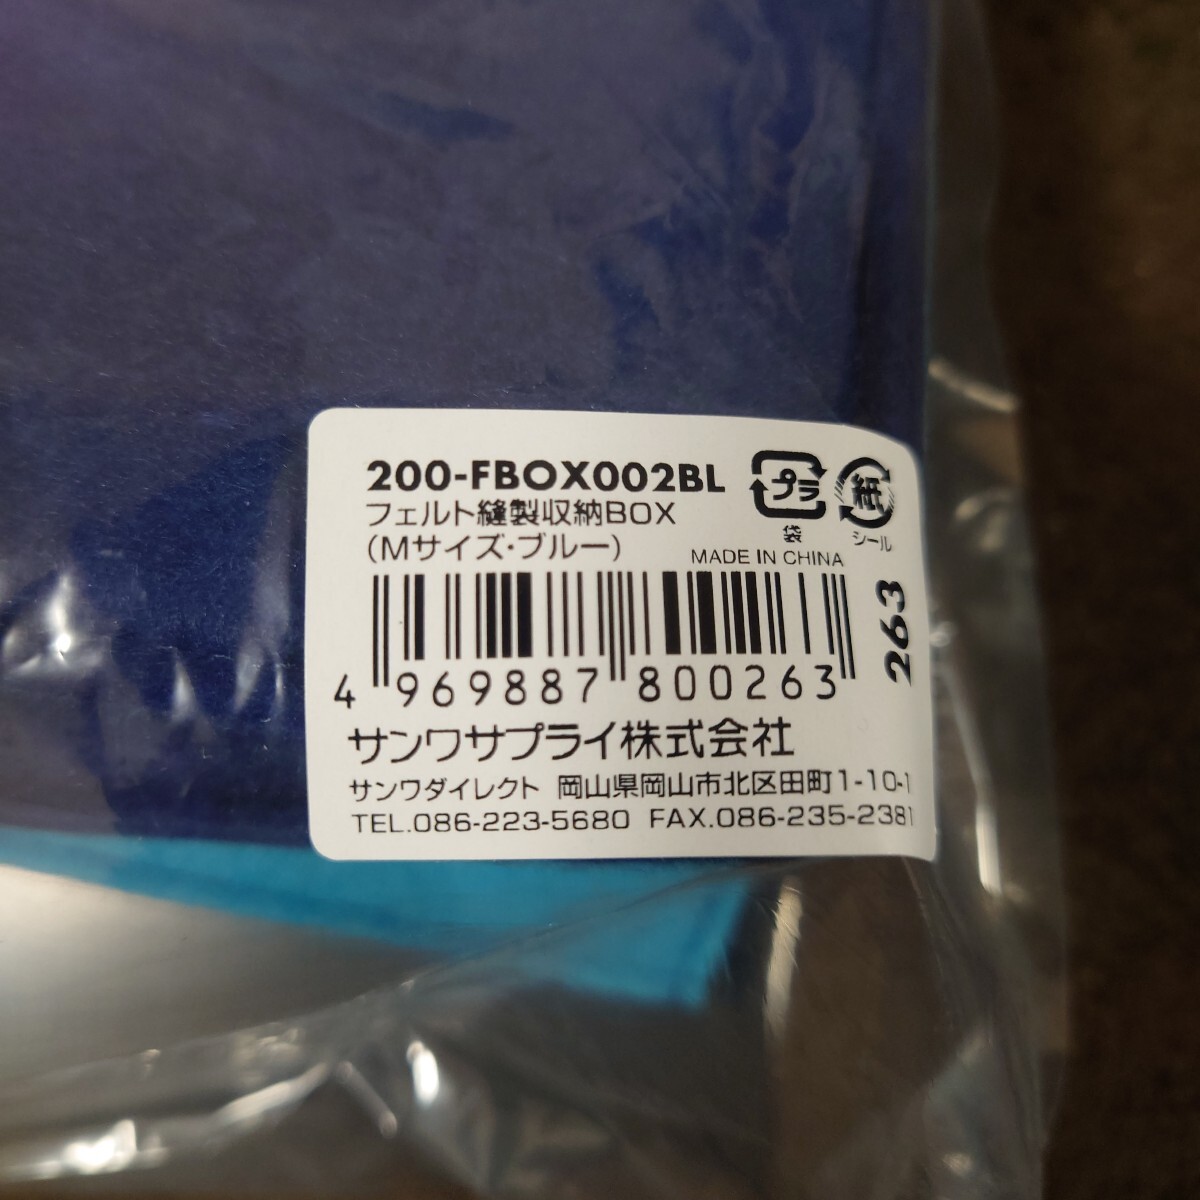 200-FBOX002BL
フェルト縫製収納BOX
(Mサイズ・ブルー)
プラ
袋
紙
シール
MADE IN CHINA
263
4 969887 800263
サンワサプライ株式会社
サンワダイレクト 岡山県岡山市北区田町1-10-1
TEL.086-223-5680 FAX.086-235-2381